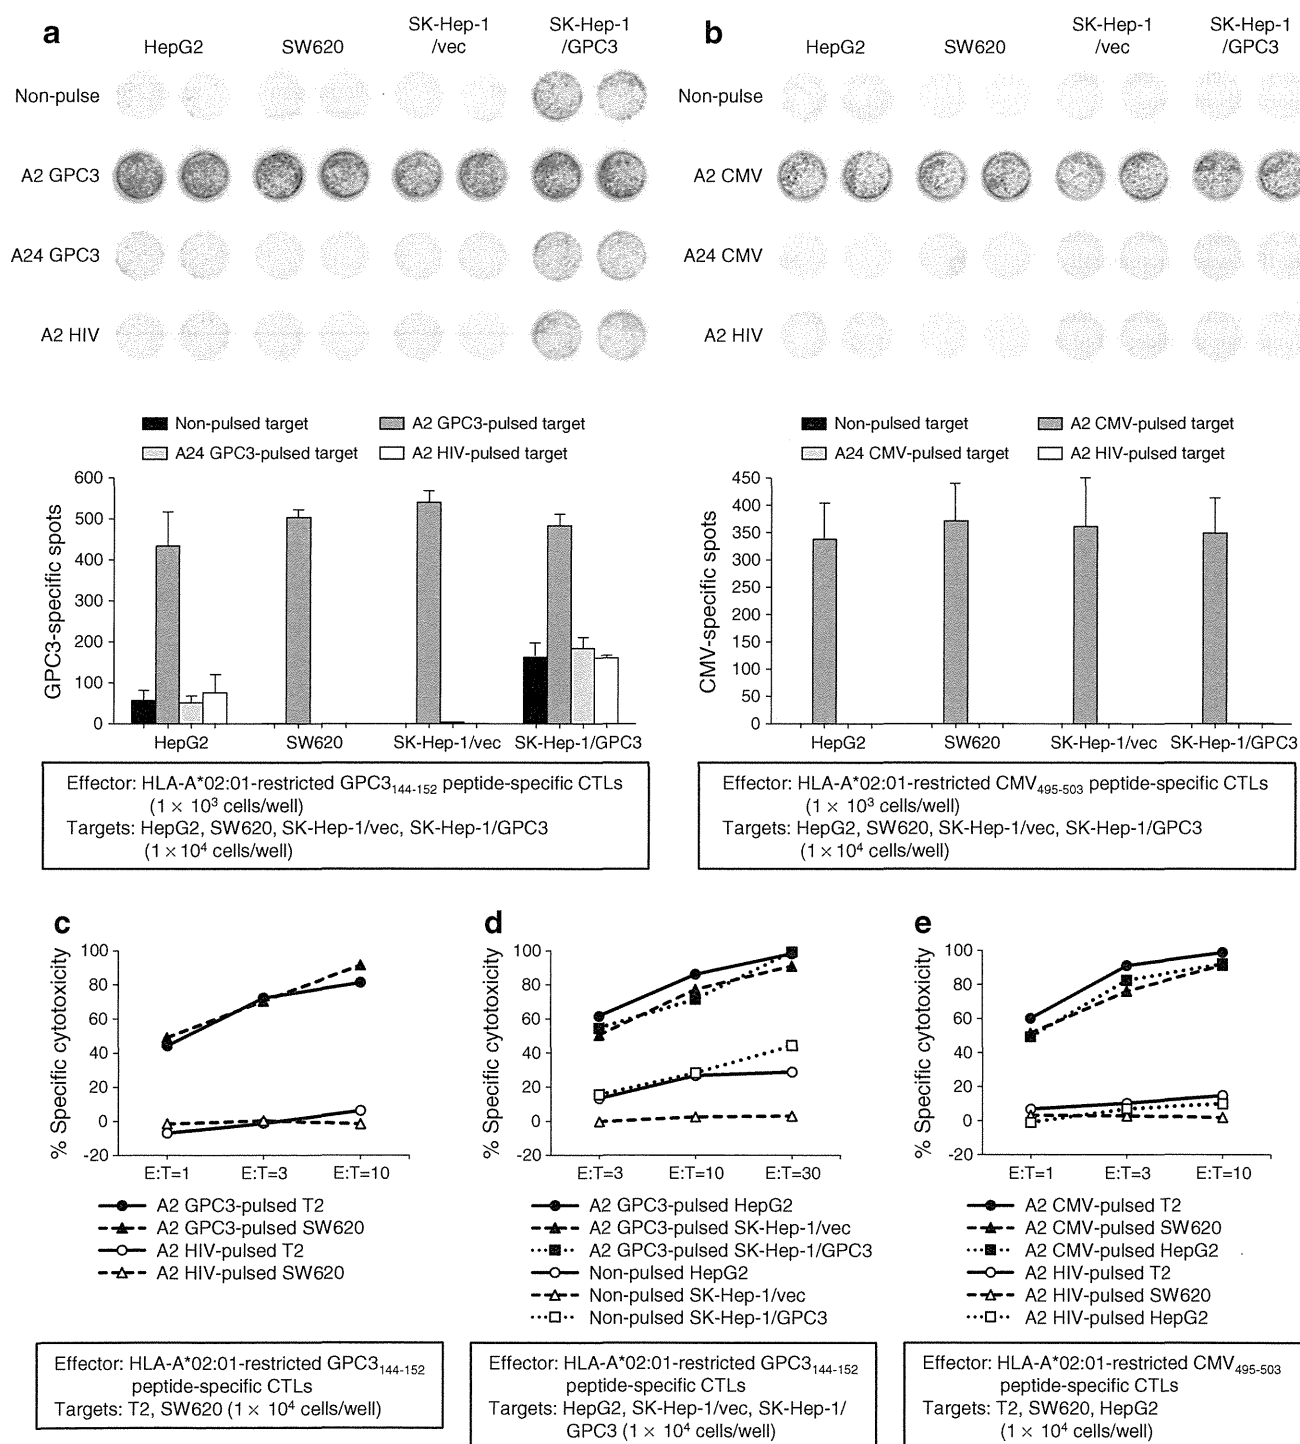 a
HepG2 SW620 SK-Hep-1 /vec SK-Hep-1 /GPC3
Non-pulse
A2 GPC3
A24 GPC3
A2 HIV
Non-pulsed target A2 GPC3-pulsed target
A24 GPC3-pulsed target A2 HIV-pulsed target
GPC3-specific spots
600
500
400
300
200
100
0
HepG2 SW620 SK-Hep-1/vec SK-Hep-1/GPC3
Effector: HLA-A*02:01-restricted GPC3₁₄₄₋₁₅₂ peptide-specific CTLs
(1 × 10³ cells/well)
Targets: HepG2, SW620, SK-Hep-1/vec, SK-Hep-1/GPC3
(1 × 10⁴ cells/well)
b
HepG2 SW620 SK-Hep-1 /vec SK-Hep-1 /GPC3
Non-pulse
A2 CMV
A24 CMV
A2 HIV
Non-pulsed target A2 CMV-pulsed target
A24 CMV-pulsed target A2 HIV-pulsed target
CMV-specific spots
450
400
350
300
250
200
150
100
50
0
HepG2 SW620 SK-Hep-1/vec SK-Hep-1/GPC3
Effector: HLA-A*02:01-restricted CMV₄₉₅₋₅₀₃ peptide-specific CTLs
(1 × 10³ cells/well)
Targets: HepG2, SW620, SK-Hep-1/vec, SK-Hep-1/GPC3
(1 × 10⁴ cells/well)
c
% Specific cytotoxicity
100
80
60
40
20
0
-20
E:T=1 E:T=3 E:T=10
A2 GPC3-pulsed T2
A2 GPC3-pulsed SW620
A2 HIV-pulsed T2
A2 HIV-pulsed SW620
Effector: HLA-A*02:01-restricted GPC3₁₄₄₋₁₅₂
peptide-specific CTLs
Targets: T2, SW620 (1 × 10⁴ cells/well)
d
% Specific cytotoxicity
100
80
60
40
20
0
-20
E:T=3 E:T=10 E:T=30
A2 GPC3-pulsed HepG2
A2 GPC3-pulsed SK-Hep-1/vec
A2 GPC3-pulsed SK-Hep-1/GPC3
Non-pulsed HepG2
Non-pulsed SK-Hep-1/vec
Non-pulsed SK-Hep-1/GPC3
Effector: HLA-A*02:01-restricted GPC3₁₄₄₋₁₅₂
peptide-specific CTLs
Targets: HepG2, SK-Hep-1/vec, SK-Hep-1/
GPC3 (1 × 10⁴ cells/well)
e
% Specific cytotoxicity
100
80
60
40
20
0
-20
E:T=1 E:T=3 E:T=10
A2 CMV-pulsed T2
A2 CMV-pulsed SW620
A2 CMV-pulsed HepG2
A2 HIV-pulsed T2
A2 HIV-pulsed SW620
A2 HIV-pulsed HepG2
Effector: HLA-A*02:01-restricted CMV₄₉₅₋₅₀₃
peptide-specific CTLs
Targets: T2, SW620, HepG2
(1 × 10⁴ cells/well)